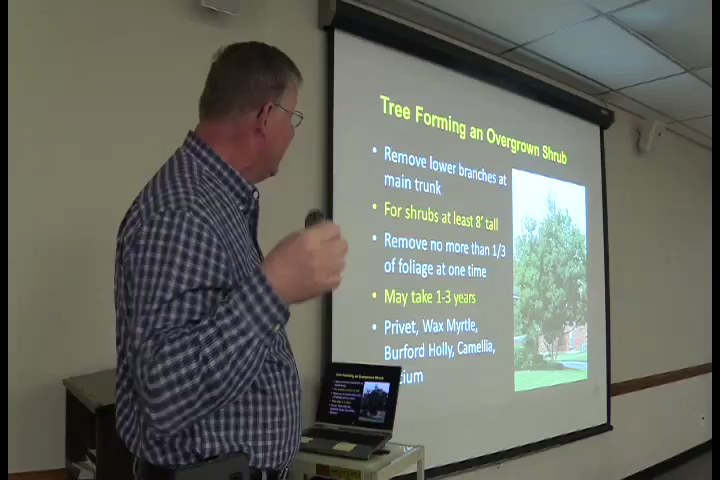 Tree Forming an Overgrown Shrub
• Remove lower branches at
main trunk
• For shrubs at least 8' tall
• Remove no more than 1/3
of foliage at one time
• May take 1-3 years
• Privet, Wax Myrtle,
Burford Holly, Camellia,